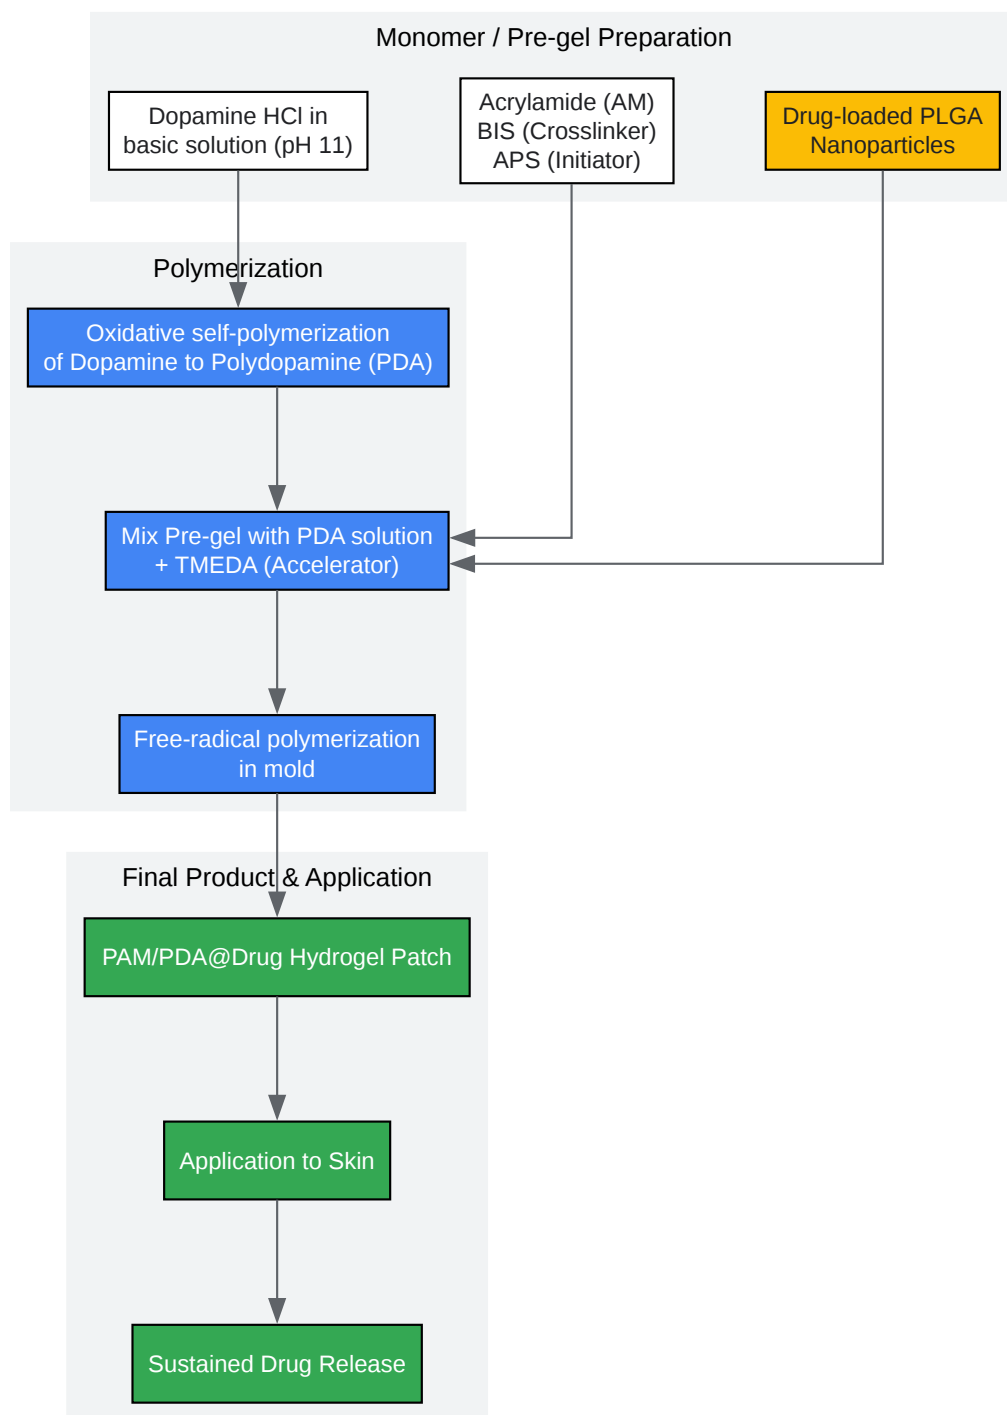 Monomer / Pre-gel Preparation
Dopamine HCl in
basic solution (pH 11)
Acrylamide (AM)
BIS (Crosslinker)
APS (Initiator)
Drug-loaded PLGA
Nanoparticles
Polymerization
Oxidative self-polymerization
of Dopamine to Polydopamine (PDA)
Mix Pre-gel with PDA solution
+ TMEDA (Accelerator)
Free-radical polymerization
in mold
Final Product & Application
PAM/PDA@Drug Hydrogel Patch
Application to Skin
Sustained Drug Release